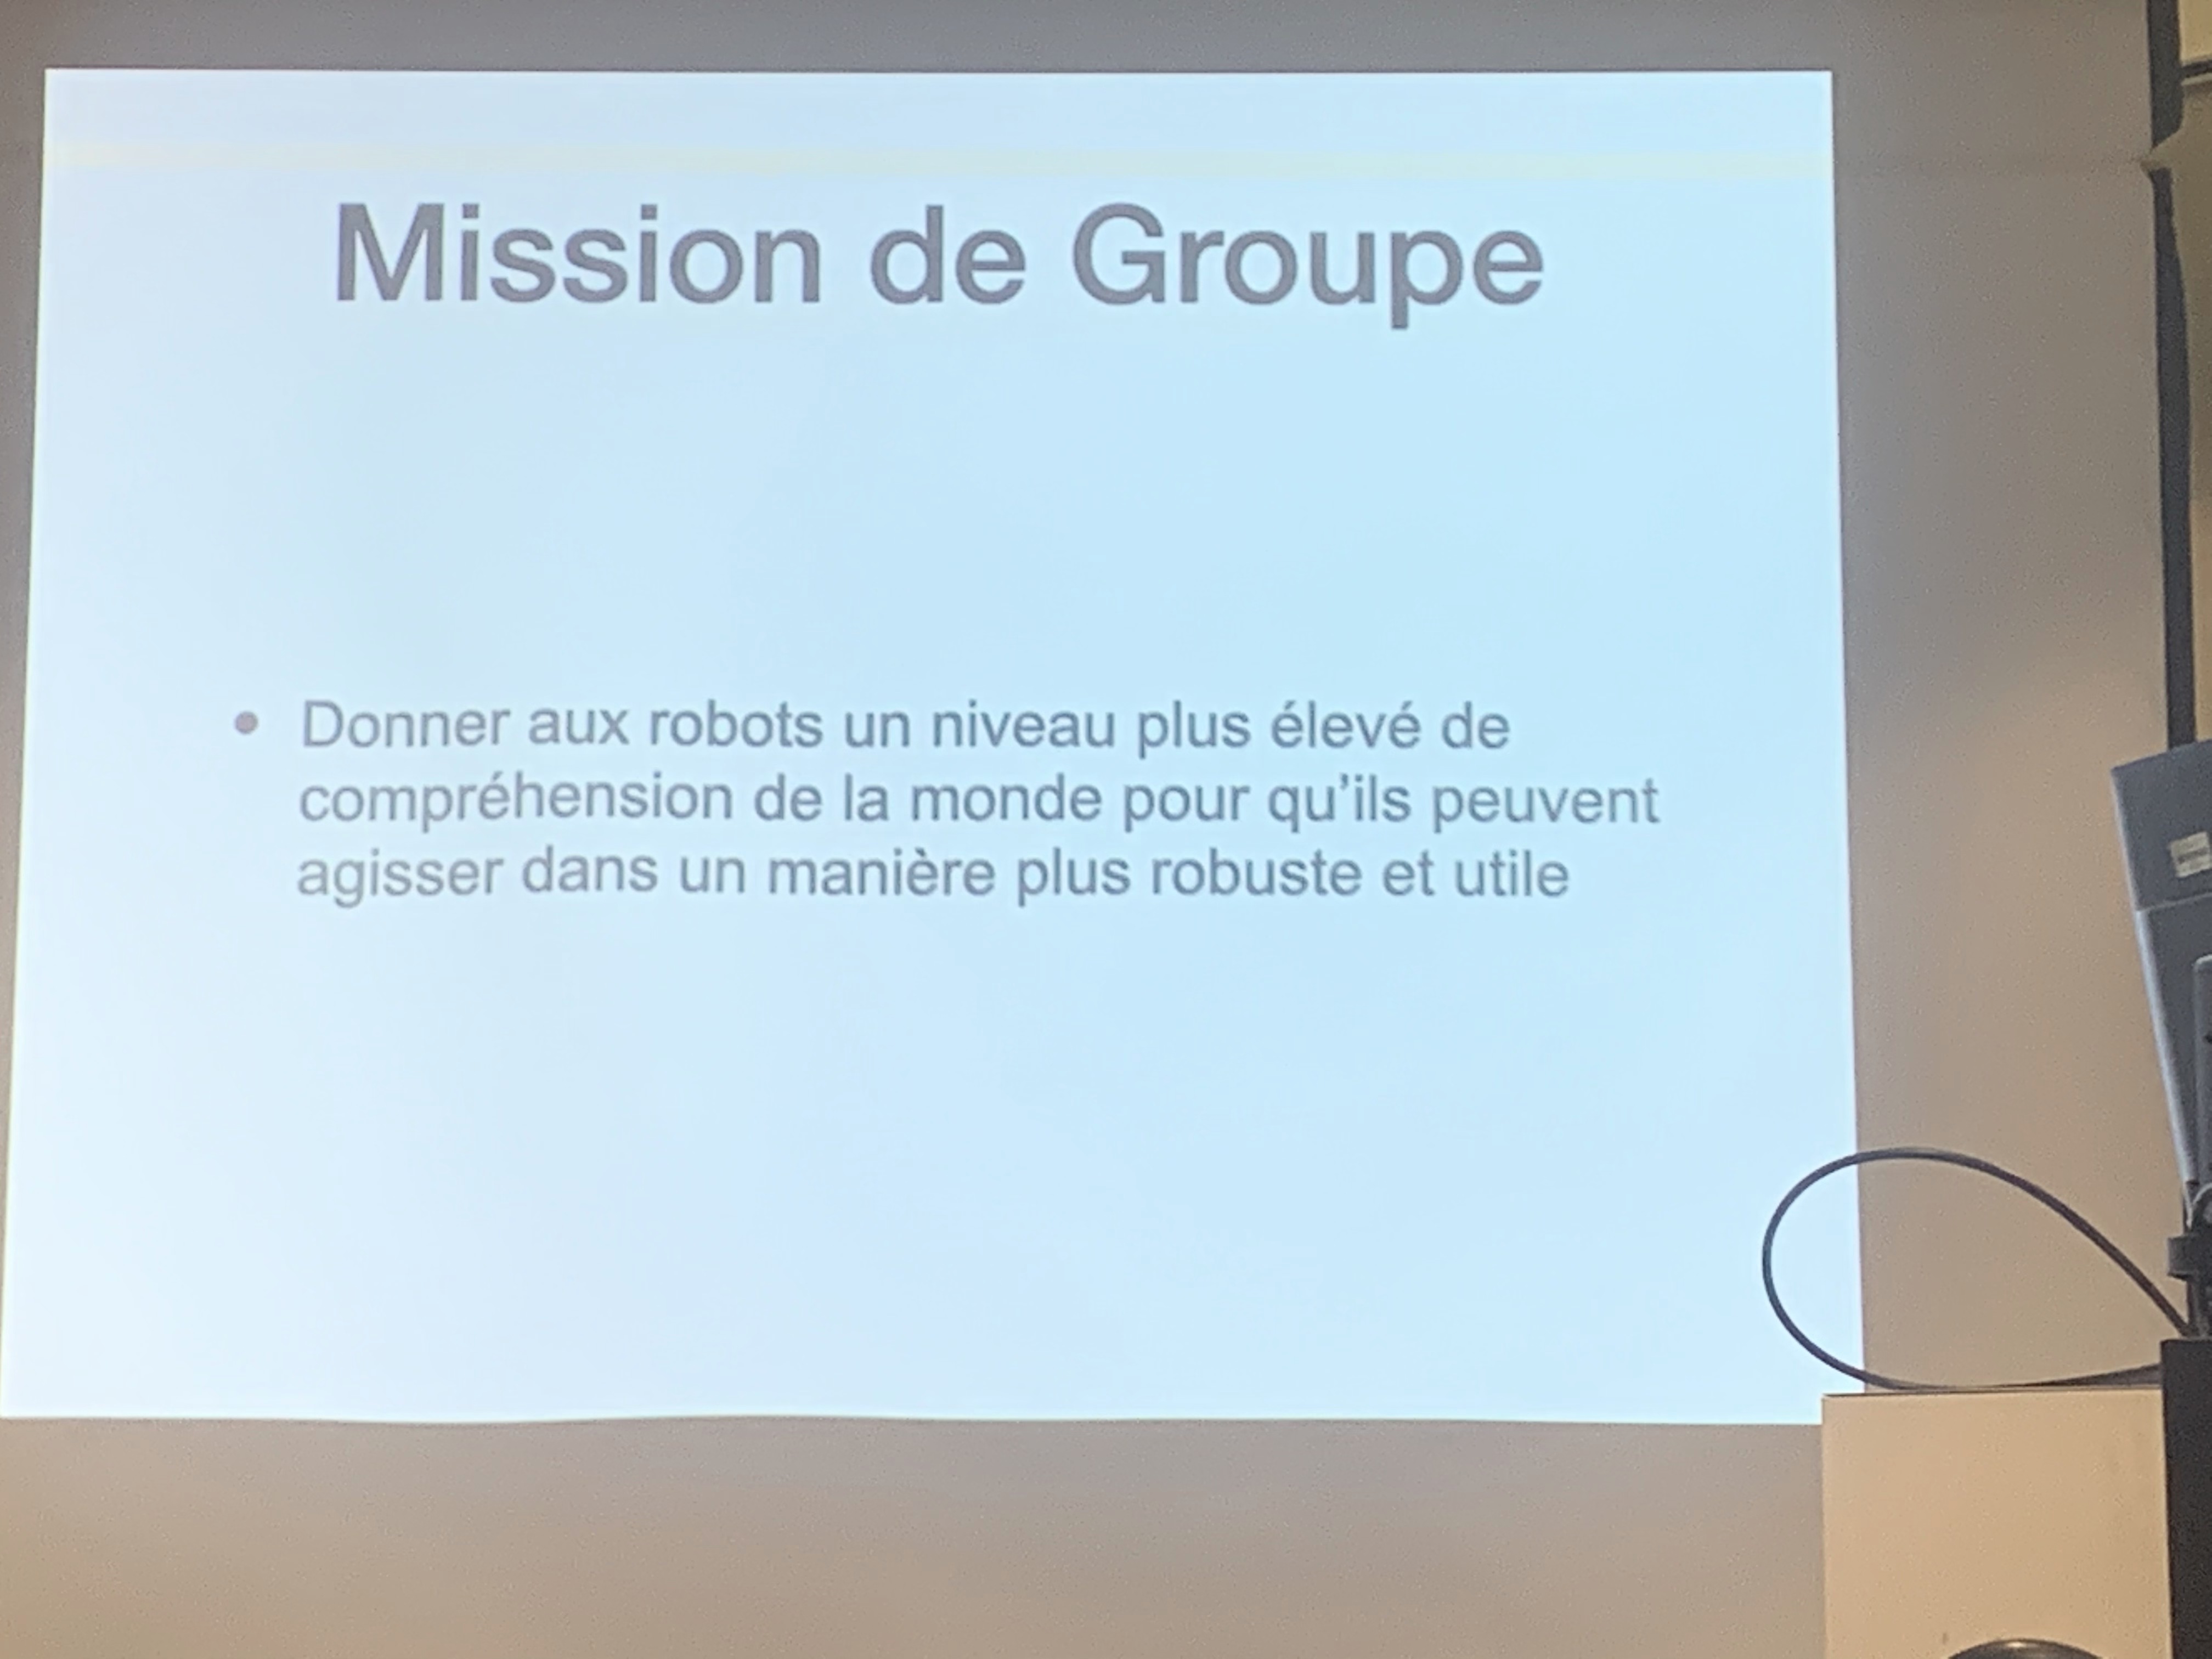 Mission de Groupe
• Donner aux robots un niveau plus élevé de
compréhension de la monde pour qu'ils peuvent
agisser dans un manière plus robuste et utile